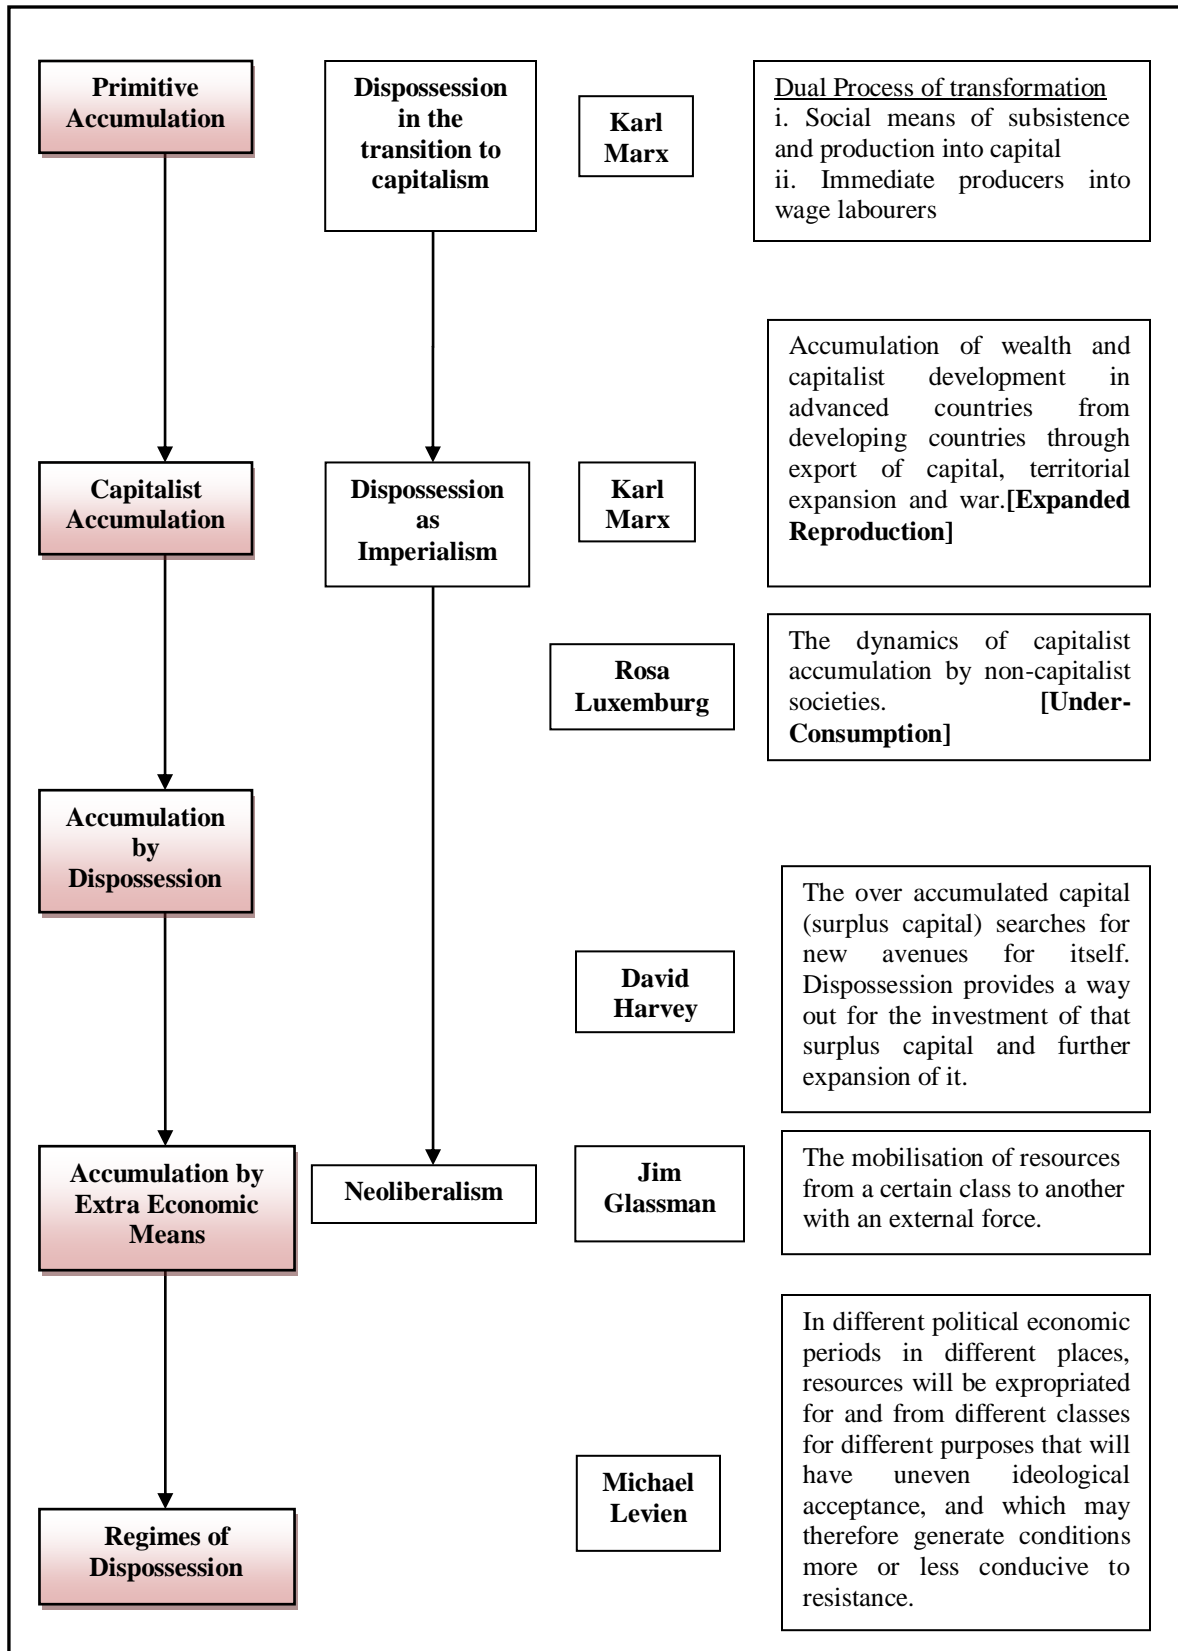 Primitive
Accumulation
Dispossession
in the
transition to
capitalism
Karl
Marx
Dual Process of transformation
i. Social means of subsistence
and production into capital
ii. Immediate producers into
wage labourers
Capitalist
Accumulation
Dispossession
as
Imperialism
Karl
Marx
Accumulation of wealth and
capitalist development in
advanced countries from
developing countries through
export of capital, territorial
expansion and war.[Expanded
Reproduction]
Rosa
Luxemburg
The dynamics of capitalist
accumulation by non-capitalist
societies. [Under-
Consumption]
Accumulation
by
Dispossession
David
Harvey
The over accumulated capital
(surplus capital) searches for
new avenues for itself.
Dispossession provides a way
out for the investment of that
surplus capital and further
expansion of it.
Accumulation by
Extra Economic
Means
Neoliberalism
Jim
Glassman
The mobilisation of resources
from a certain class to another
with an external force.
Regimes of
Dispossession
Michael
Levien
In different political economic
periods in different places,
resources will be expropriated
for and from different classes
for different purposes that will
have uneven ideological
acceptance, and which may
therefore generate conditions
more or less conducive to
resistance.